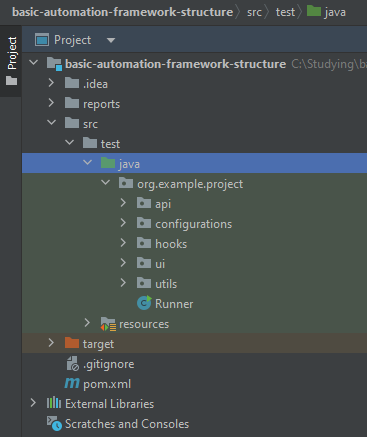 basic-automation-framework-structure src test java
Project
Project
basic-automation-framework-structure C:\Studying\ba
.idea
reports
src
test
java
org.example.project
api
configurations
hooks
ui
utils
Runner
resources
target
.gitignore
pom.xml
External Libraries
Scratches and Consoles